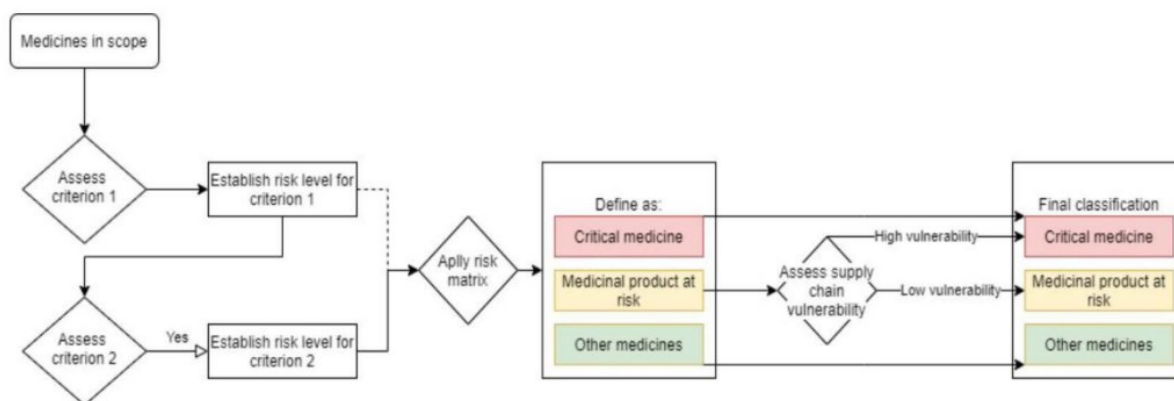 Medicines in scope
Assess
criterion 1
Establish risk level for
criterion 1
Assess
criterion 2
Yes
Establish risk level for
criterion 2
Aplly risk
matrix
Define as:
Critical medicine
Medicinal product at
risk
Other medicines
Assess supply
chain
vulnerability
High vulnerability
Low vulnerability
Final classification
Critical medicine
Medicinal product at
risk
Other medicines